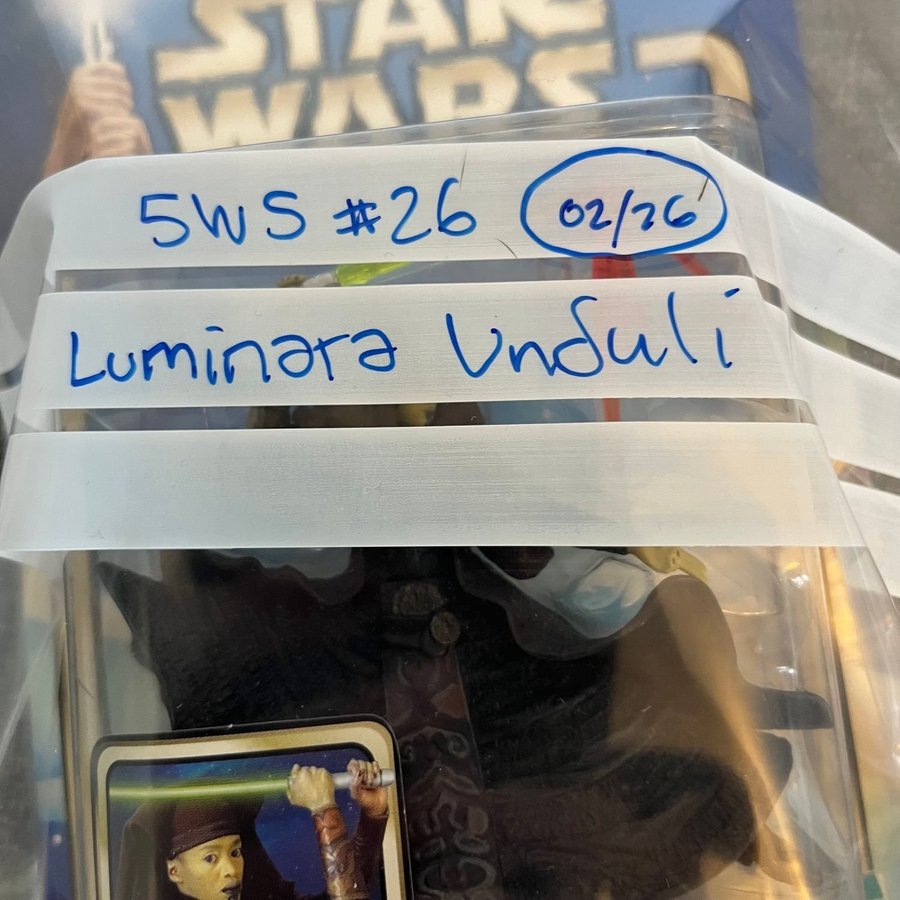 STAR
WARS
SWS #26 02/26
Luminara Unduli